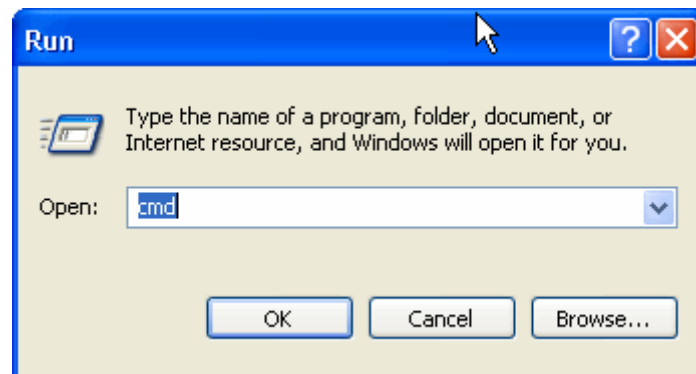 Run
Type the name of a program, folder, document, or
Internet resource, and Windows will open it for you.
Open: cmd
OK Cancel Browse...